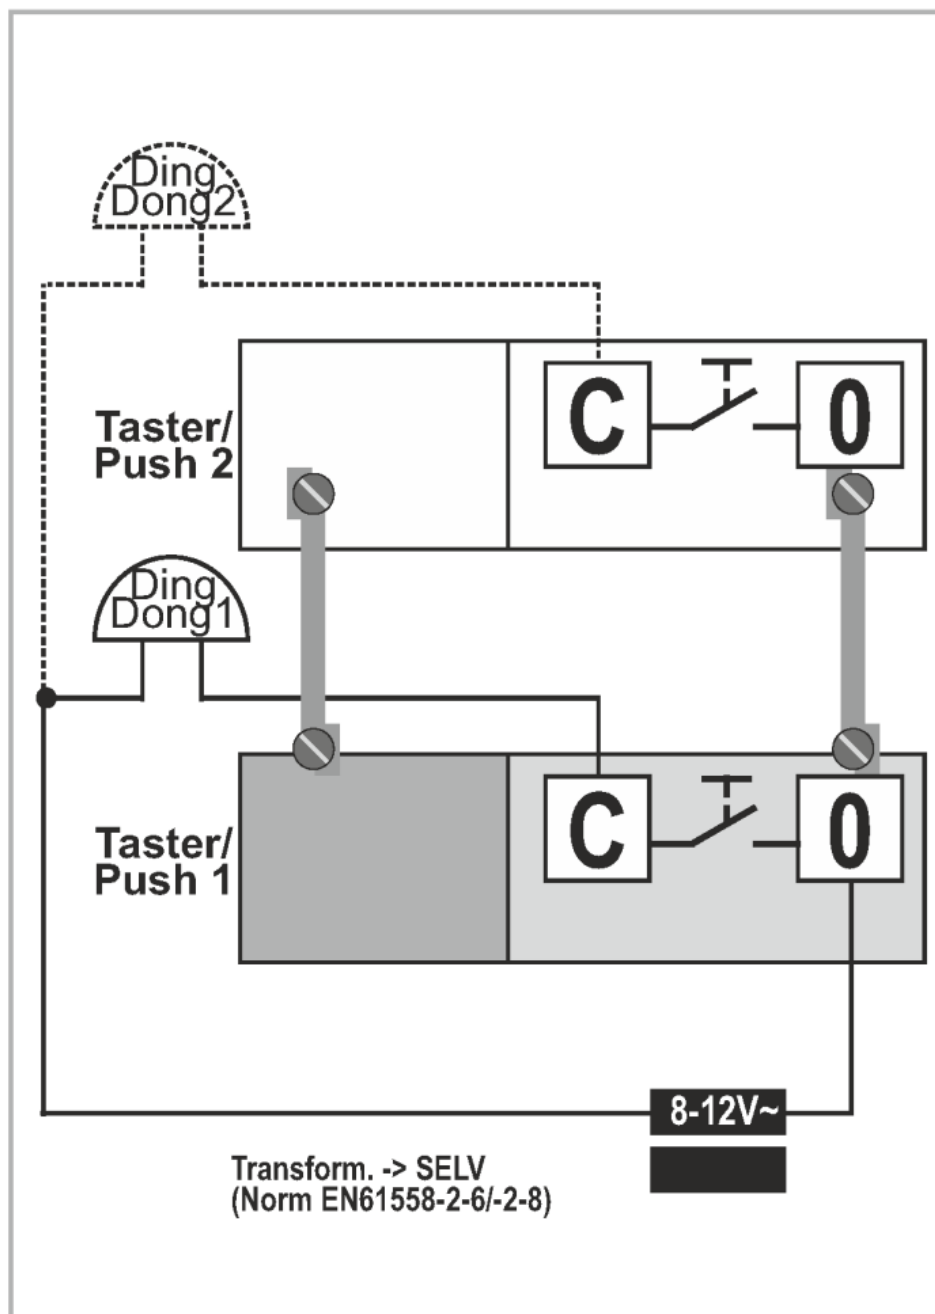 Ding
Dong2
C
0
Taster/
Push 2
Ding
Dong1
C
0
Taster/
Push 1
8-12V~
Transform. -> SELV
(Norm EN61558-2-6/-2-8)